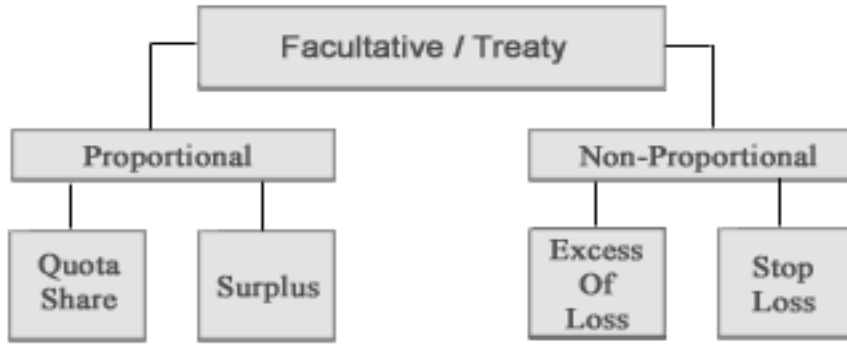 Facultative / Treaty
Proportional
Non-Proportional
Quota
Share
Surplus
Excess
Of
Loss
Stop
Loss